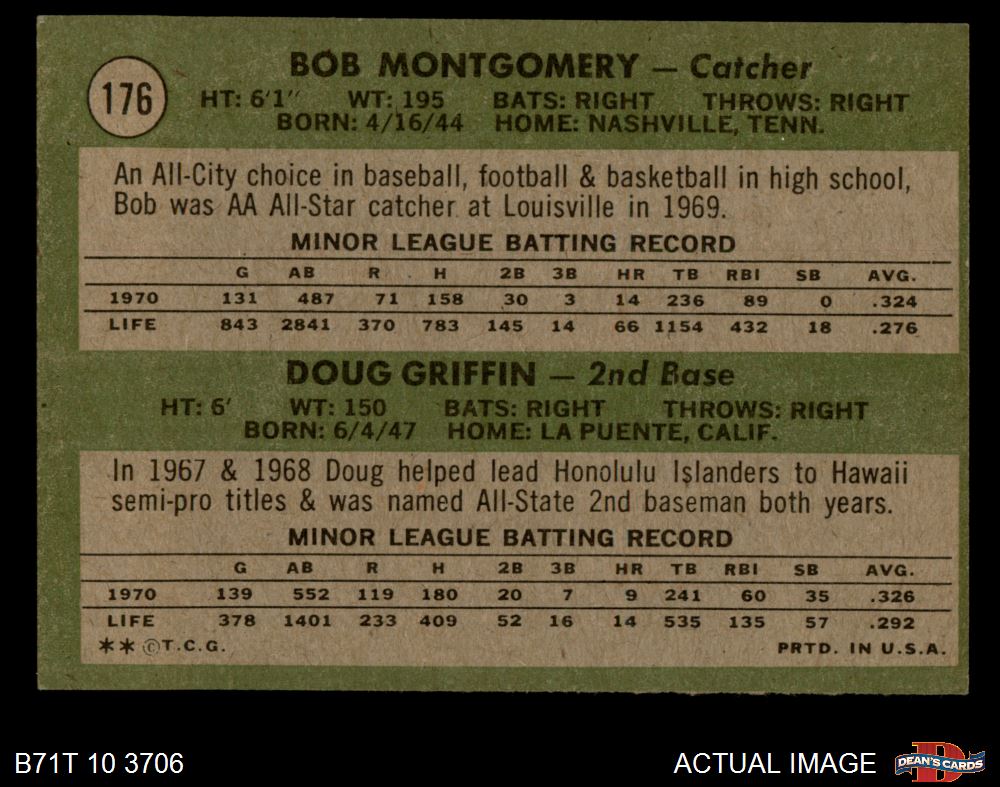 176
BOB MONTGOMERY — Catcher
HT: 6'1" WT: 195 BATS: RIGHT THROWS: RIGHT
BORN: 4/16/44 HOME: NASHVILLE, TENN.
An All-City choice in baseball, football & basketball in high school,
Bob was AA All-Star catcher at Louisville in 1969.
MINOR LEAGUE BATTING RECORD
G AB R H 2B 3B HR TB RBI SB AVG.
1970 131 487 71 158 30 3 14 236 89 0 .324
LIFE 843 2841 370 783 145 14 66 1154 432 18 .276
DOUG GRIFFIN — 2nd Base
HT: 6' WT: 150 BATS: RIGHT THROWS: RIGHT
BORN: 6/4/47 HOME: LA PUENTE, CALIF.
In 1967 & 1968 Doug helped lead Honolulu Islanders to Hawaii
semi-pro titles & was named All-State 2nd baseman both years.
MINOR LEAGUE BATTING RECORD
G AB R H 2B 3B HR TB RBI SB AVG.
1970 139 552 119 180 20 7 9 241 60 35 .326
LIFE 378 1401 233 409 52 16 14 535 135 57 .292
** ©T.C.G. PRTD. IN U.S.A.
B71T 10 3706 ACTUAL IMAGE DEAN'S CARDS